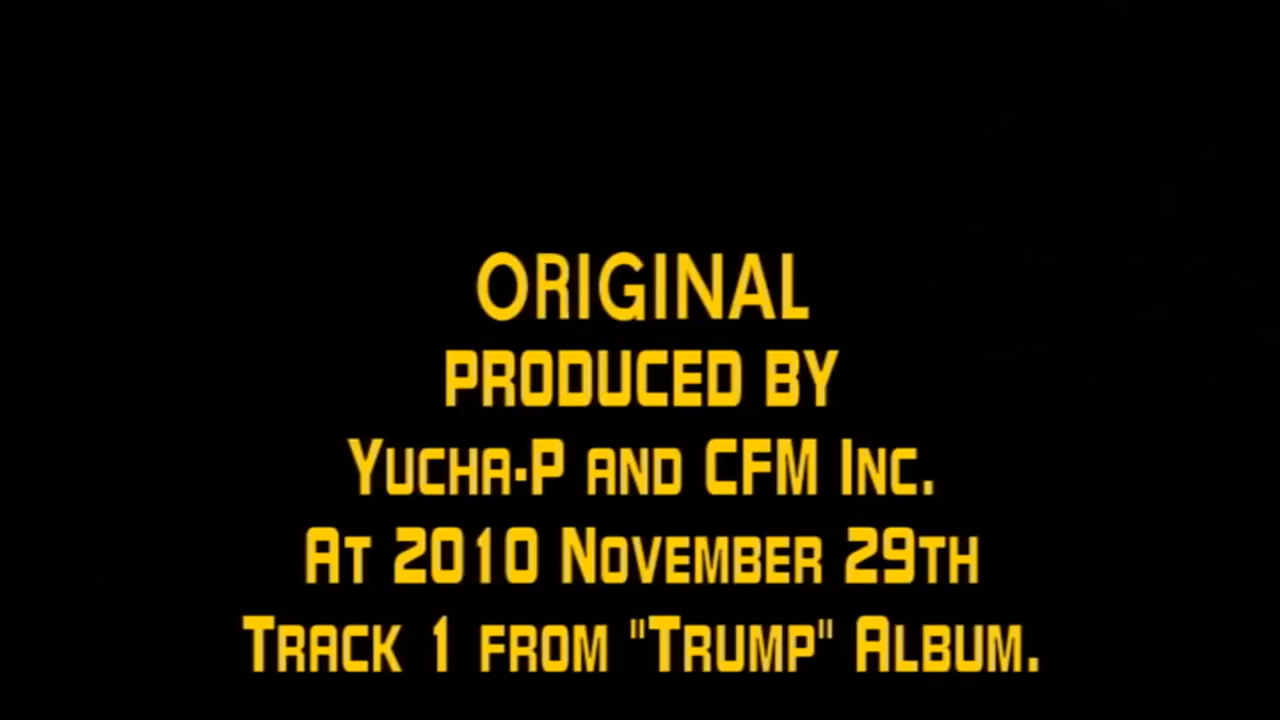 ORIGINAL
PRODUCED BY
YUCHA-P AND CFM INC.
AT 2010 NOVEMBER 29TH
TRACK 1 FROM "TRUMP" ALBUM.